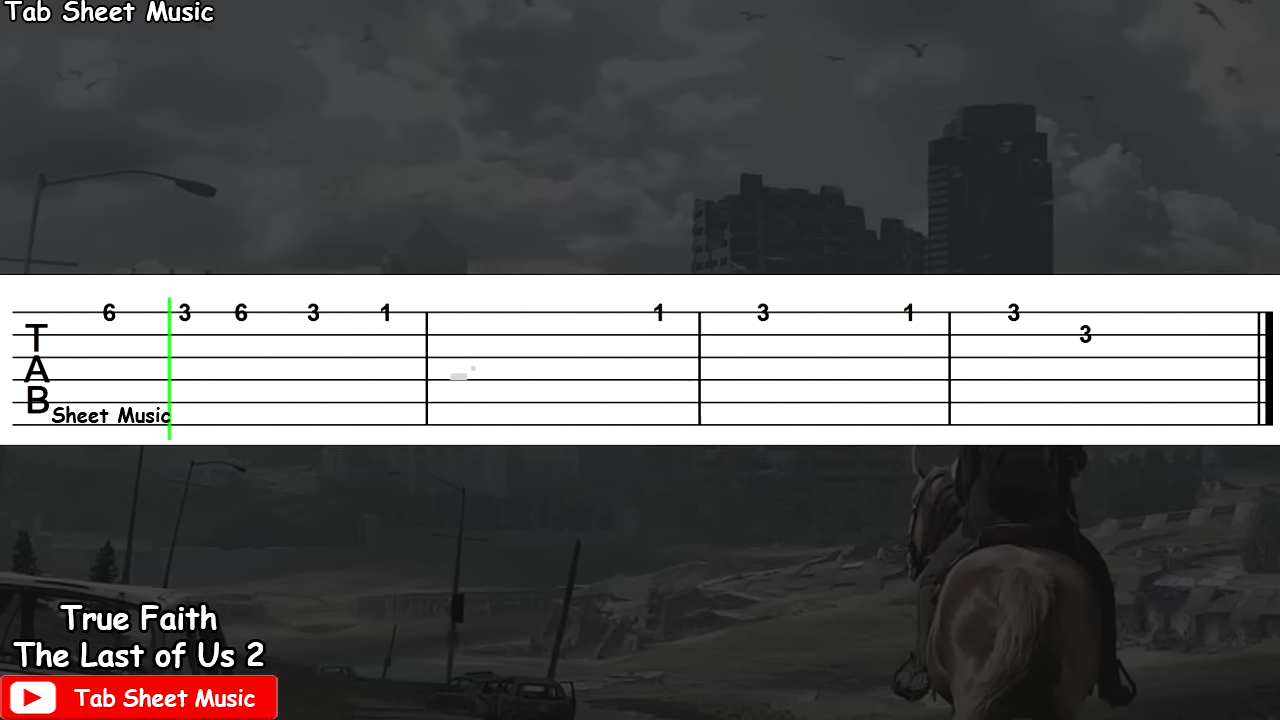 Tab Sheet Music
6 3 6 3 1 1 3 1 3
3
T
A
B
Sheet Music
True Faith
The Last of Us 2
Tab Sheet Music